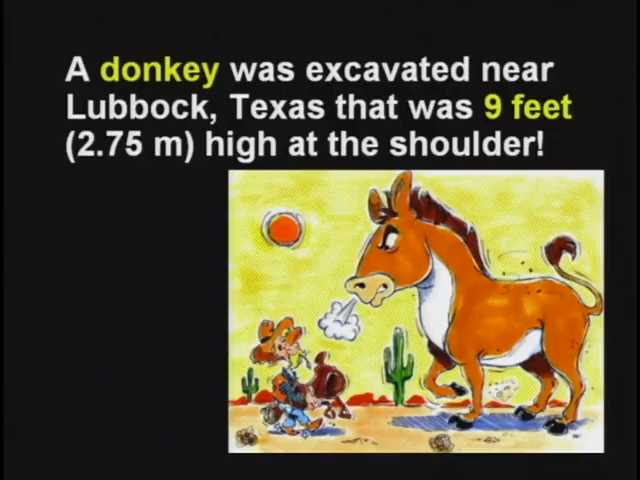 A donkey was excavated near
Lubbock, Texas that was 9 feet
(2.75 m) high at the shoulder!